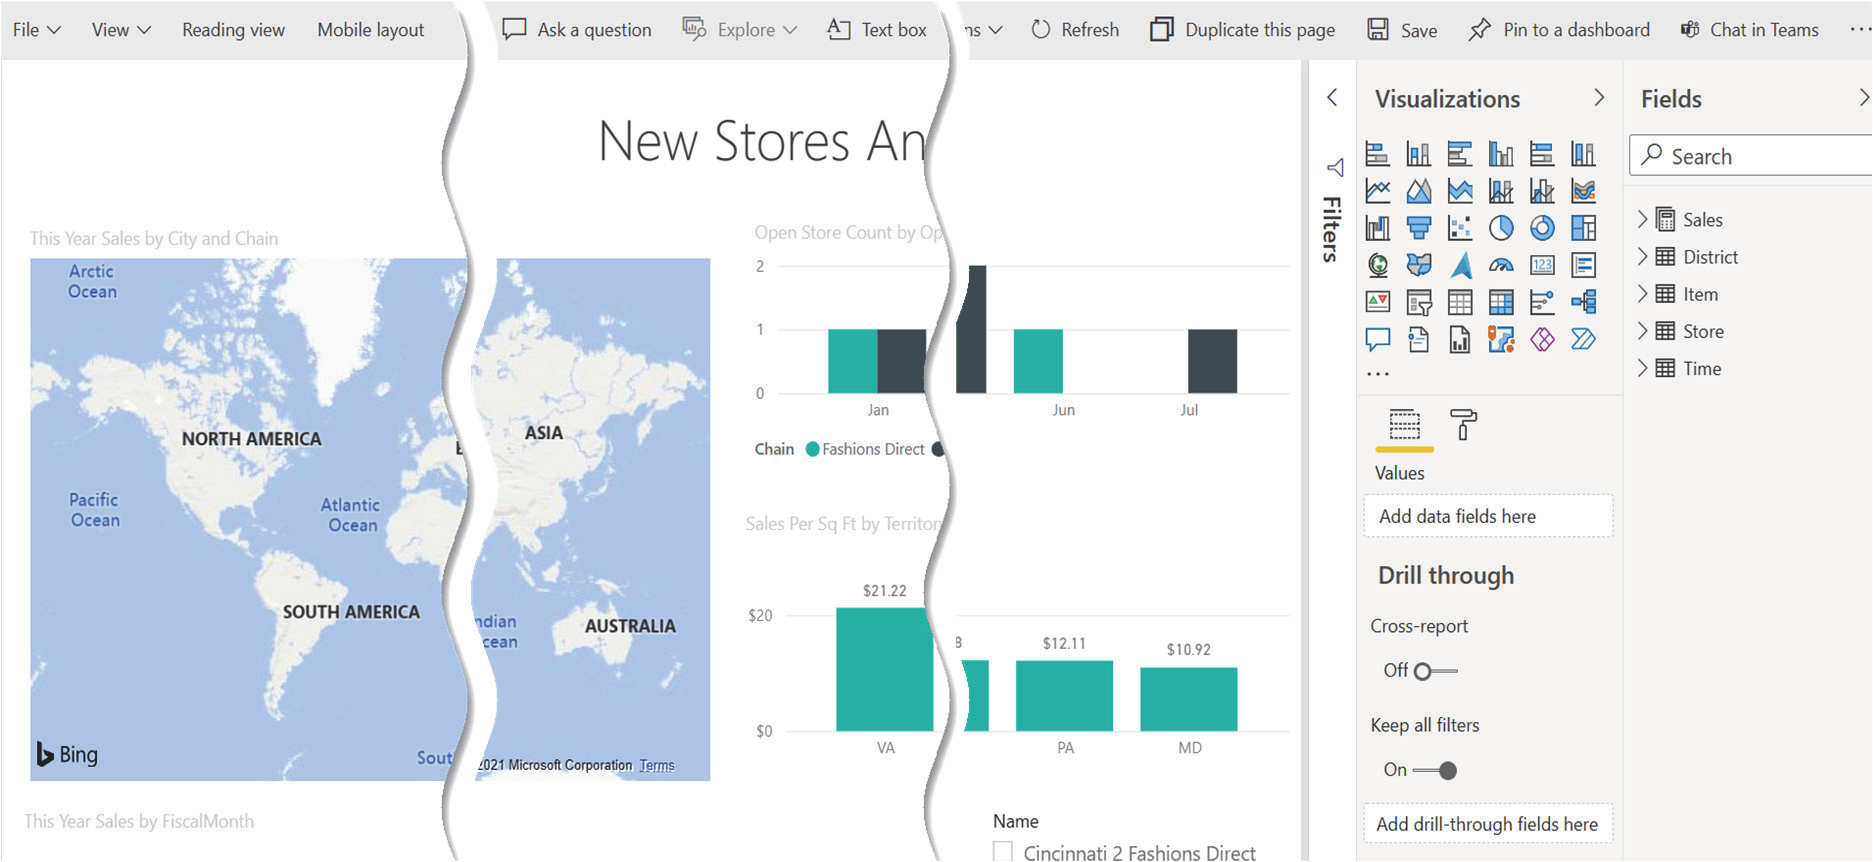 File View Reading view Mobile layout Ask a question Explore Text box ns Refresh Duplicate this page Save Pin to a dashboard Chat in Teams ...
New Stores An
This Year Sales by City and Chain
Arctic
Ocean
NORTH AMERICA
Pacific
Ocean
Atlantic
Ocean
SOUTH AMERICA
E
ASIA
ndian
cean
AUSTRALIA
Sout
Bing
2021 Microsoft Corporation Terms
This Year Sales by FiscalMonth
Open Store Count by Op
2
1
0
Jan Jun Jul
Chain Fashions Direct
Sales Per Sq Ft by Territor
$20
$0
$21.22 8 $12.11 $10.92
VA PA MD
Name
Cincinnati 2 Fashions Direct
Filters
Visualizations
123
...
Values
Add data fields here
Drill through
Cross-report
Off
Keep all filters
On
Add drill-through fields here
Fields
Search
Sales
District
Item
Store
Time